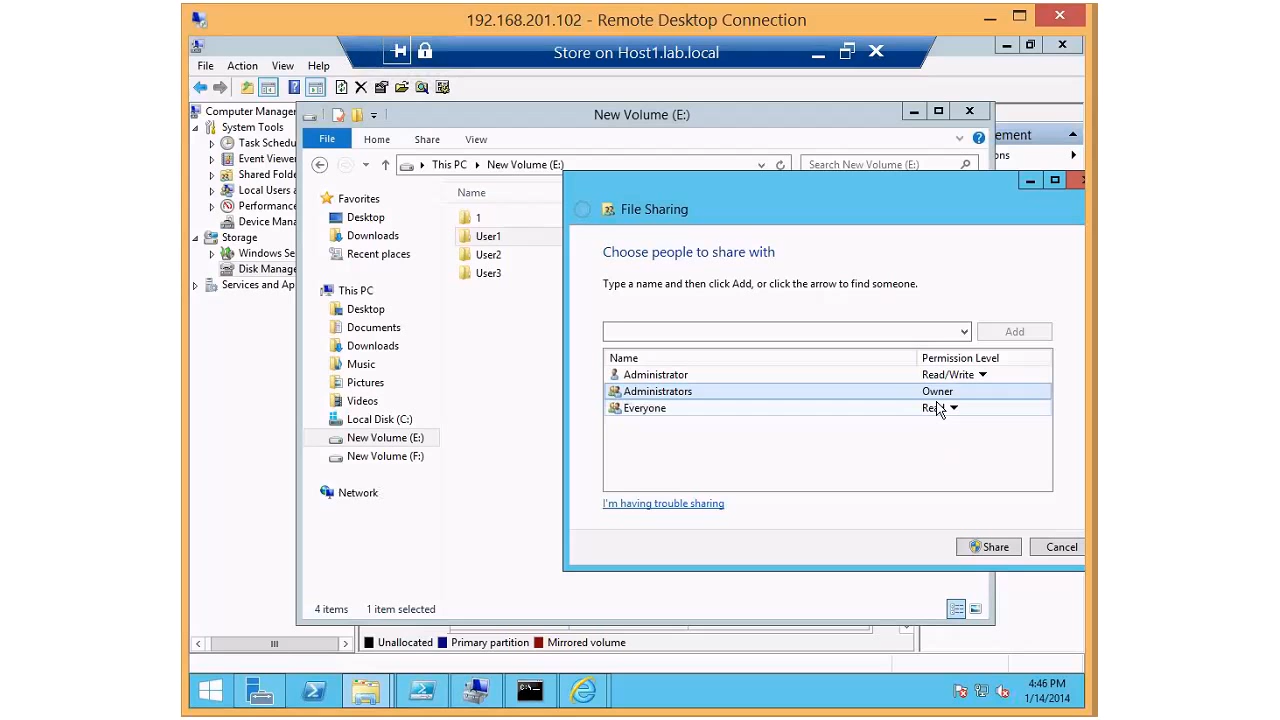 192.168.201.102 - Remote Desktop Connection
Store on Host1.lab.local
File Action View Help
Computer Manager
System Tools
Task Schedu
Event Viewer
Shared Folde
Local Users a
Performance
Device Mana
Storage
Windows Se
Disk Manage
Services and Ap
New Volume (E:)
File Home Share View
This PC New Volume (E:)
Search New Volume (E:)
Favorites
Desktop
Downloads
Recent places
This PC
Desktop
Documents
Downloads
Music
Pictures
Videos
Local Disk (C:)
New Volume (E:)
New Volume (F:)
Network
Name
1
User1
User2
User3
4 items 1 item selected
ement
ons
File Sharing
Choose people to share with
Type a name and then click Add, or click the arrow to find someone.
Add
Name Permission Level
Administrator Read/Write
Administrators Owner
Everyone Read
I'm having trouble sharing
Share Cancel
Unallocated Primary partition Mirrored volume
4:46 PM
1/14/2014